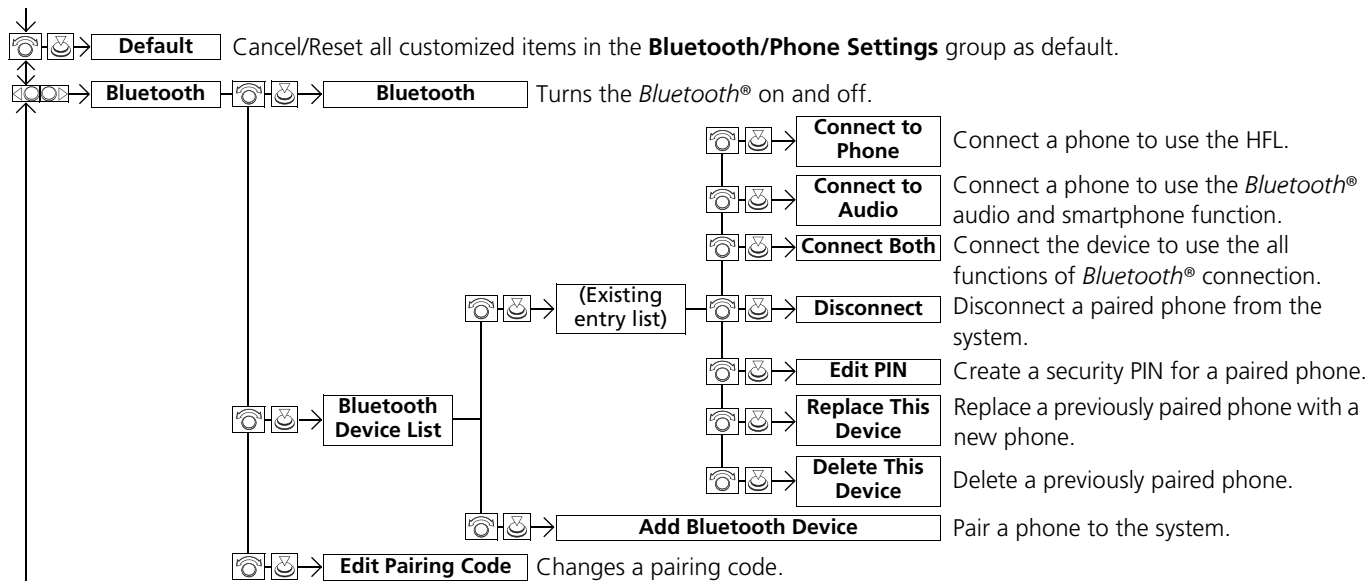 Default Cancel/Reset all customized items in the Bluetooth/Phone Settings group as default.
Bluetooth Bluetooth Turns the Bluetooth® on and off.
Connect to
Phone
Connect a phone to use the HFL.
Connect to
Audio
Connect a phone to use the Bluetooth®
audio and smartphone function.
Connect Both
Connect the device to use the all
functions of Bluetooth® connection.
(Existing
entry list)
Disconnect
Disconnect a paired phone from the
system.
Edit PIN Create a security PIN for a paired phone.
Bluetooth
Device List
Replace This
Device
Replace a previously paired phone with a
new phone.
Delete This
Device
Delete a previously paired phone.
Add Bluetooth Device Pair a phone to the system.
Edit Pairing Code Changes a pairing code.